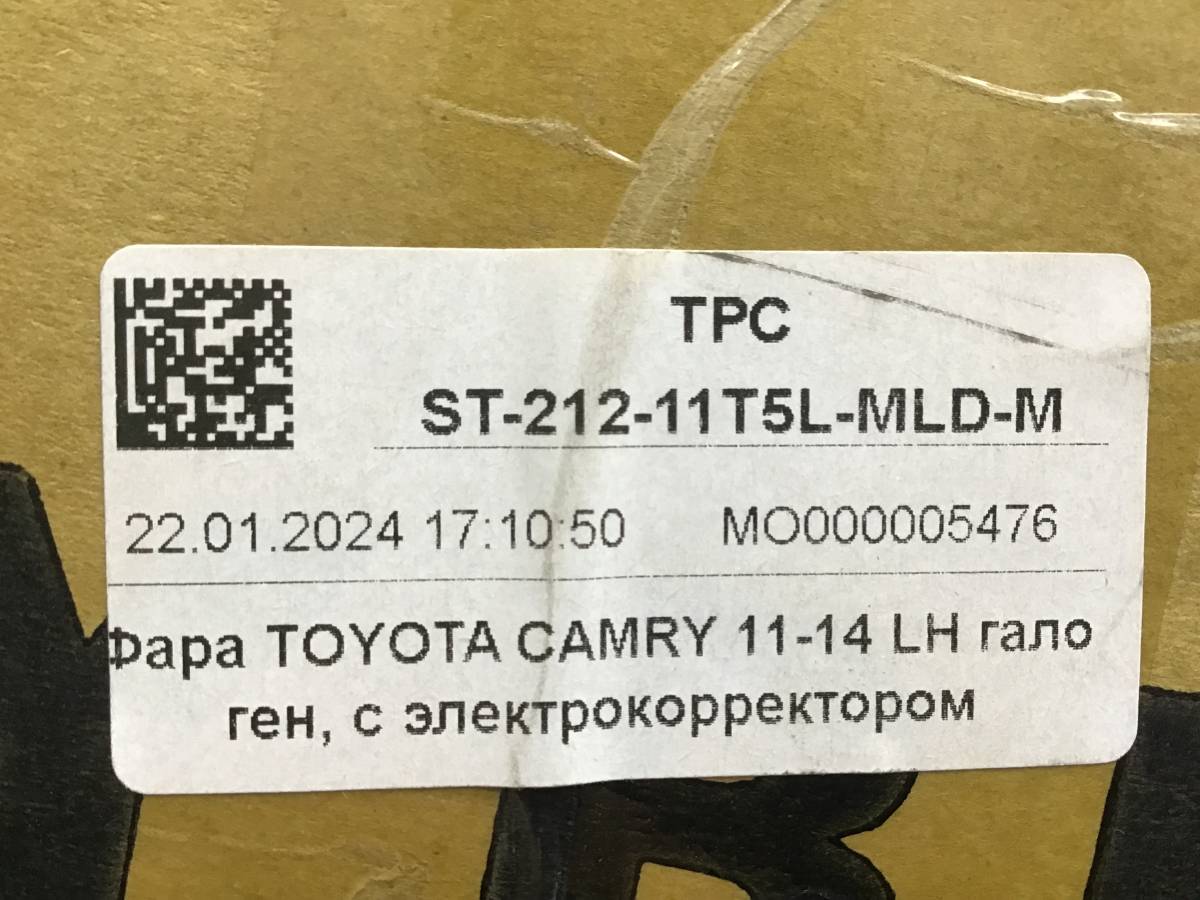 TPC
ST-212-11T5L-MLD-M
22.01.2024 17:10:50 MO000005476
Фара TOYOTA CAMRY 11-14 LH гало
ген, с электрокорректором